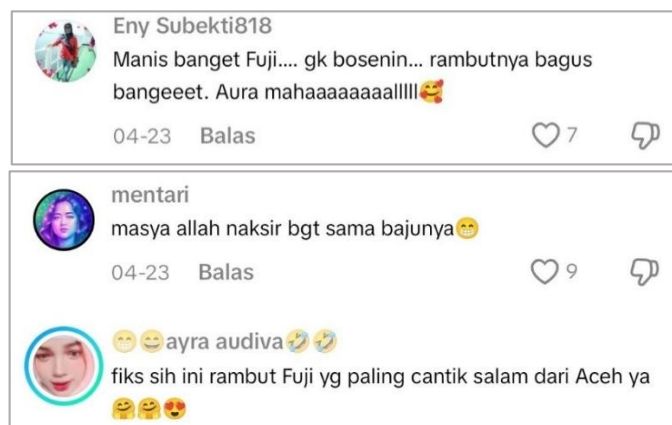 Eny Subekti818
Manis banget Fuji.... gk bosenin... rambutnya bagus
bangeeet. Aura mahaaaaaaaalllll🥰
04-23 Balas 7
mentari
masya allah naksir bgt sama bajunya😁
04-23 Balas 9
😁😄ayra audiva🤣🤣
fiks sih ini rambut Fuji yg paling cantik salam dari Aceh ya
🤗🤗😍